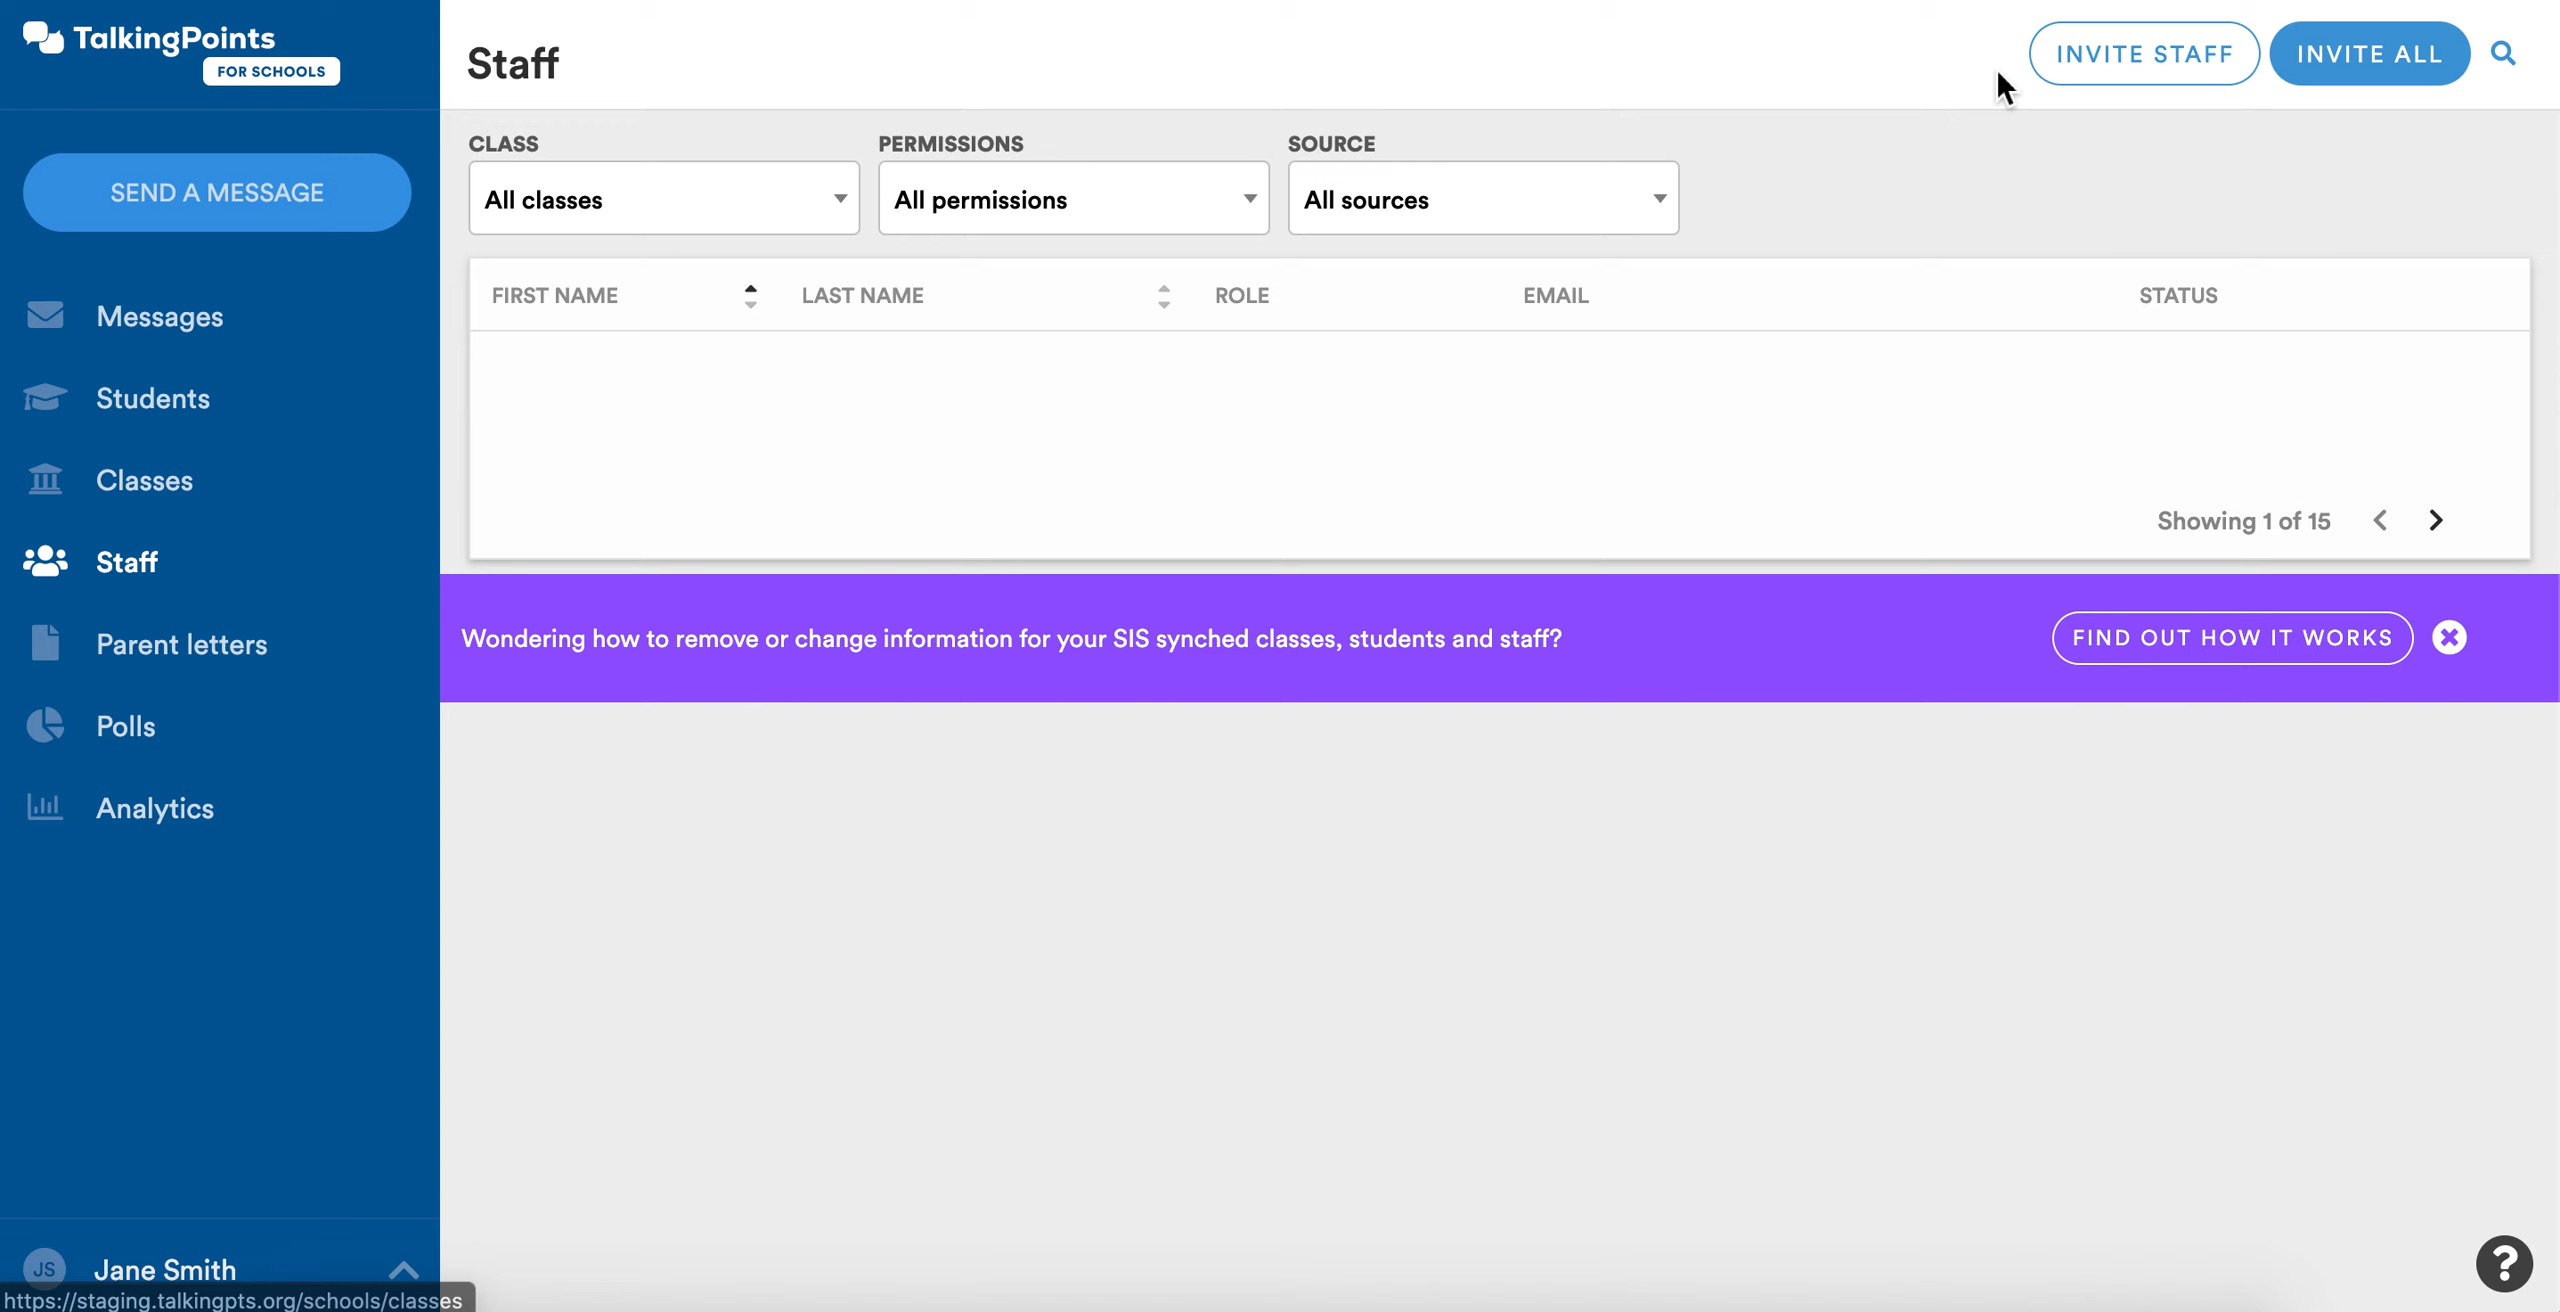 TalkingPoints
FOR SCHOOLS
SEND A MESSAGE
Messages
Students
Classes
Staff
Parent letters
Polls
Analytics
JS
Jane Smith
https://staging.talkingpts.org/schools/classes
Staff
INVITE STAFF
INVITE ALL
CLASS
PERMISSIONS
SOURCE
All classes
All permissions
All sources
FIRST NAME
LAST NAME
ROLE
EMAIL
STATUS
Showing 1 of 15
Wondering how to remove or change information for your SIS synched classes, students and staff?
FIND OUT HOW IT WORKS
?